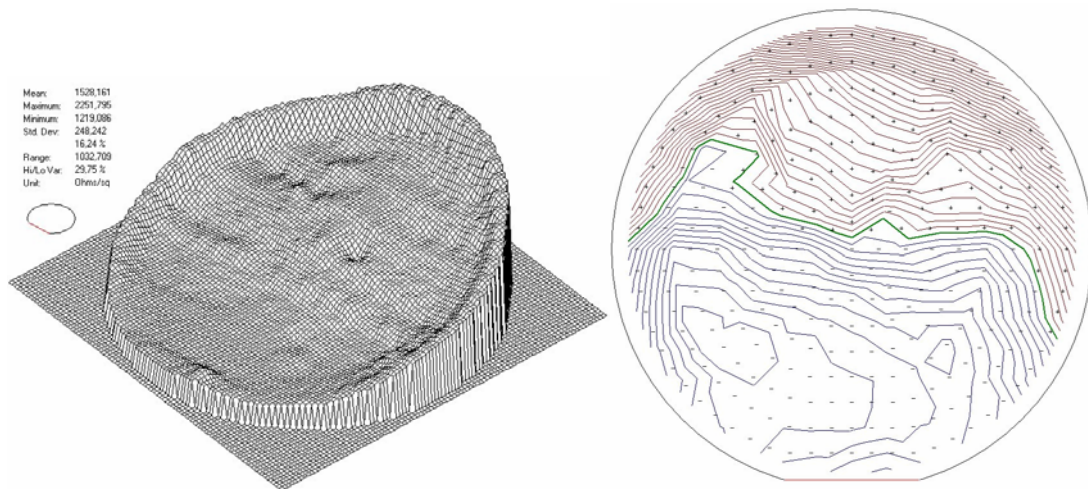 Mean: 1528,161
Maximum: 2251,795
Minimum: 1219,086
Std. Dev: 248,242
16,24 %
Range: 1032,709
Hi/Lo Var: 29,75 %
Unit: Ohms/sq